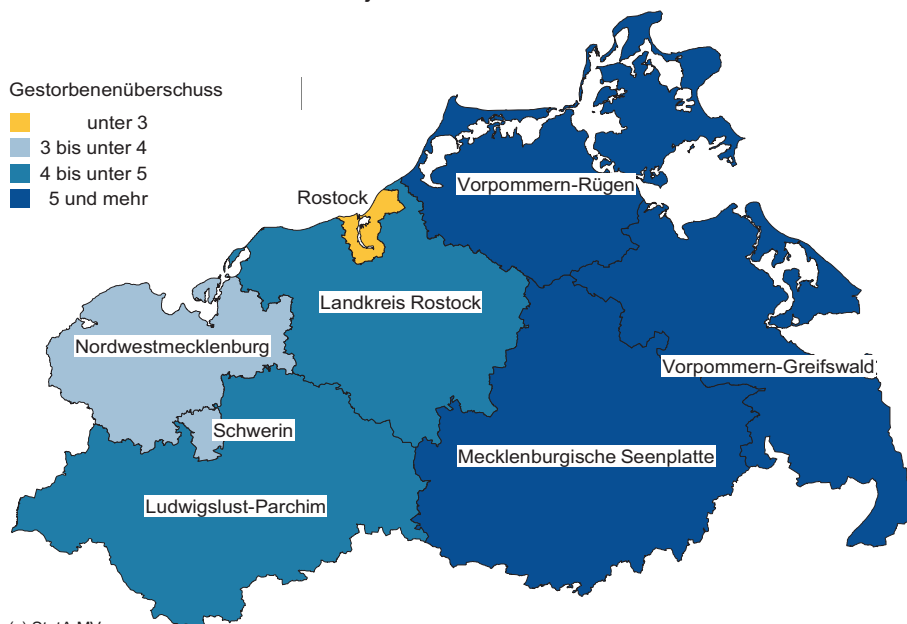 Gestorbenenüberschuss
unter 3
3 bis unter 4
4 bis unter 5
5 und mehr
Rostock
Vorpommern-Rügen
Landkreis Rostock
Nordwestmecklenburg
Vorpommern-Greifswald
Schwerin
Mecklenburgische Seenplatte
Ludwigslust-Parchim